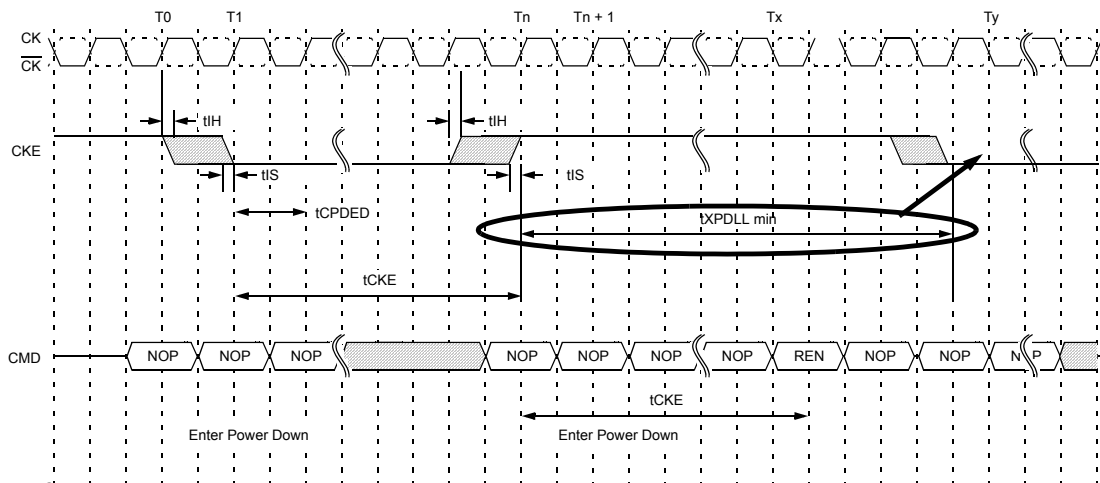 T0 T1 Tn Tn + 1 Tx Ty
CK
CK
tIH tIH
CKE
tIS tIS
tCPDED
tXPDLL min
tCKE
CMD NOP NOP NOP NOP NOP NOP NOP REN NOP NOP NOP
tCKE
Enter Power Down Enter Power Down